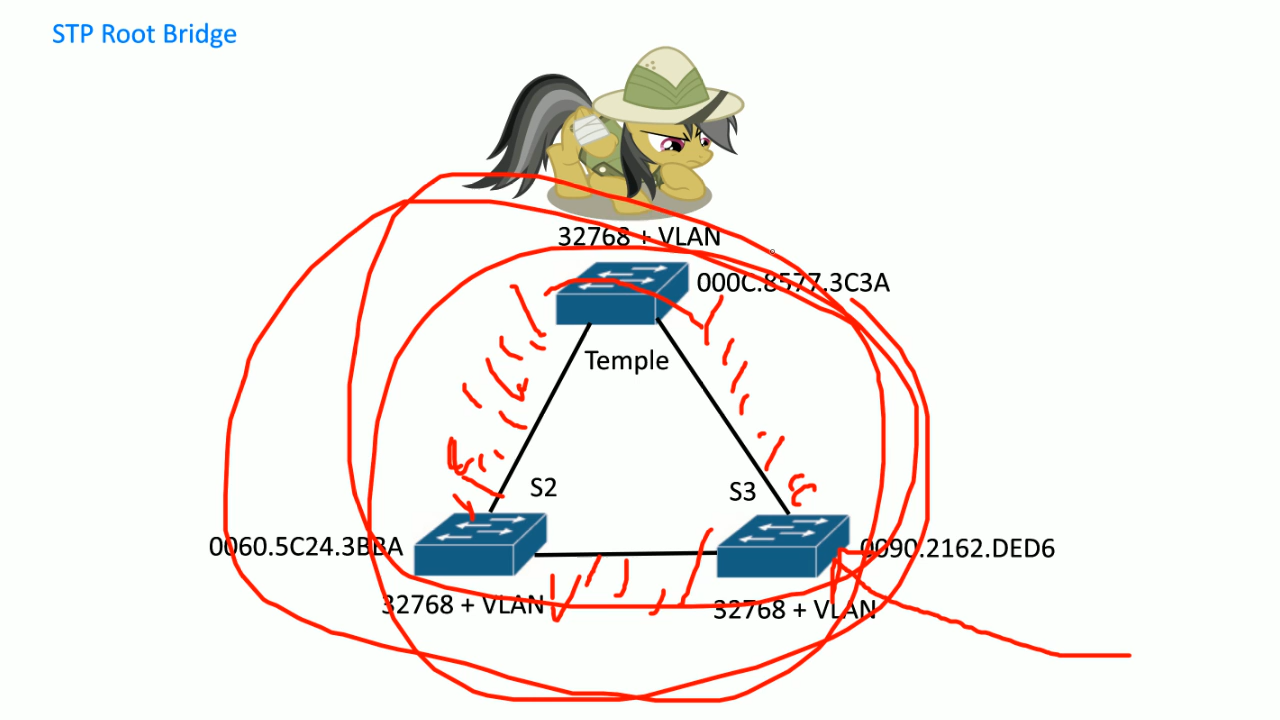 STP Root Bridge
32768 + VLAN
000C.8577.3C3A
Temple
S2
S3
0060.5C24.3BBA
0090.2162.DED6
32768 + VLAN
32768 + VLAN